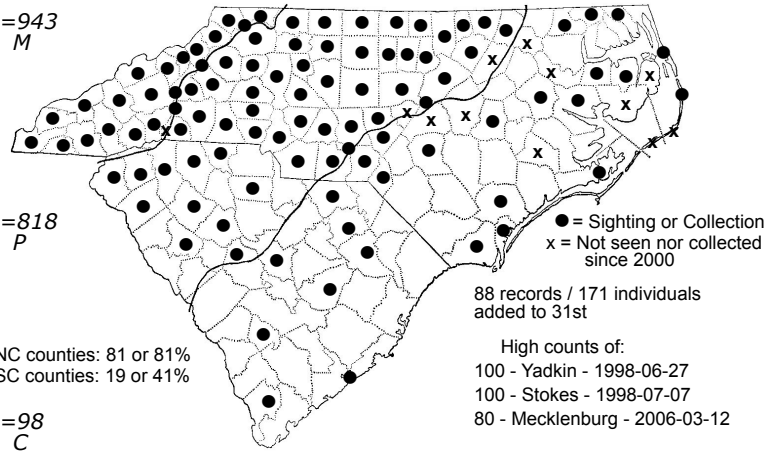 =943
M
=818
P
● = Sighting or Collection
x = Not seen nor collected
since 2000
88 records / 171 individuals
added to 31st
NC counties: 81 or 81%
SC counties: 19 or 41%
High counts of:
100 - Yadkin - 1998-06-27
100 - Stokes - 1998-07-07
80 - Mecklenburg - 2006-03-12
=98
C